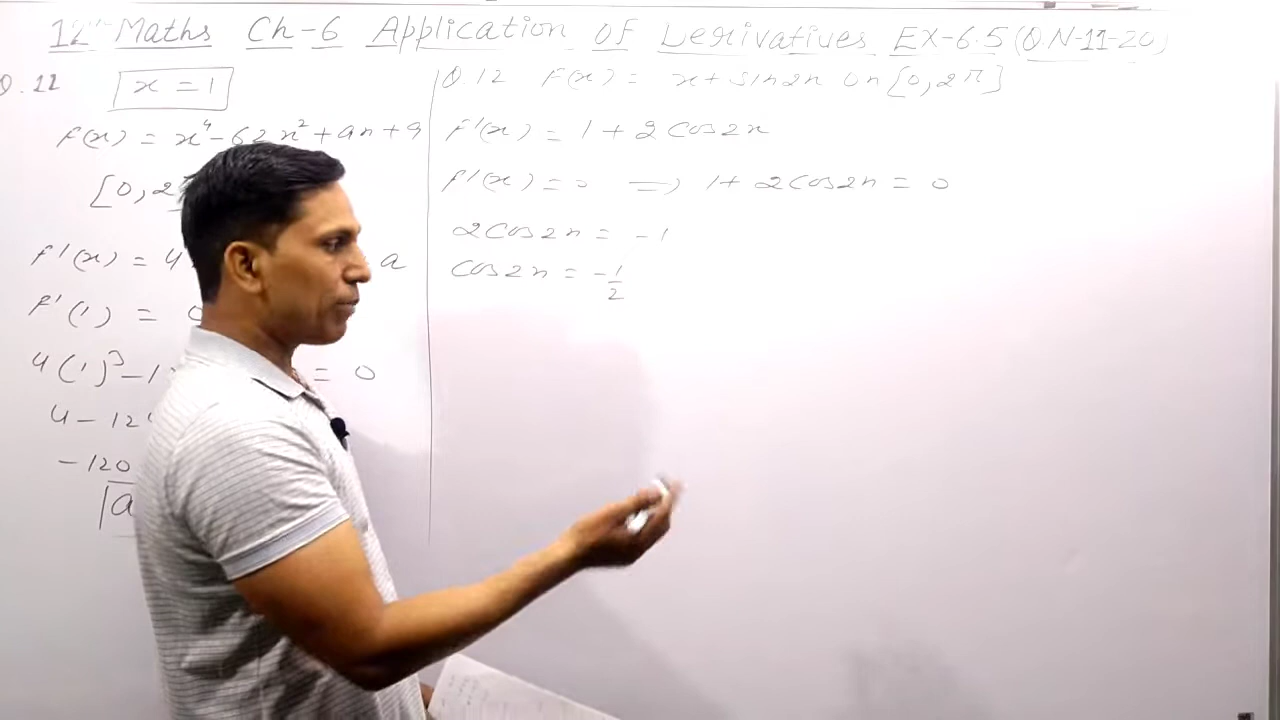 12th Maths Ch-6 Application of Derivatives EX-6.5 (Q.N-11-20)
Q.11 x = 1
f(x) = x⁴ - 62x² + ax + 9
[0, 2
f'(x) = 4 a
f'(1) = 0
4(1)³ - 1 = 0
4 - 12
-120
a
Q.12 f(x) = x + sin2x on [0, 2π]
f'(x) = 1 + 2cos2x
f'(x) = 0 ⇒ 1 + 2cos2x = 0
2cos2x = -1
cos2x = -1/2